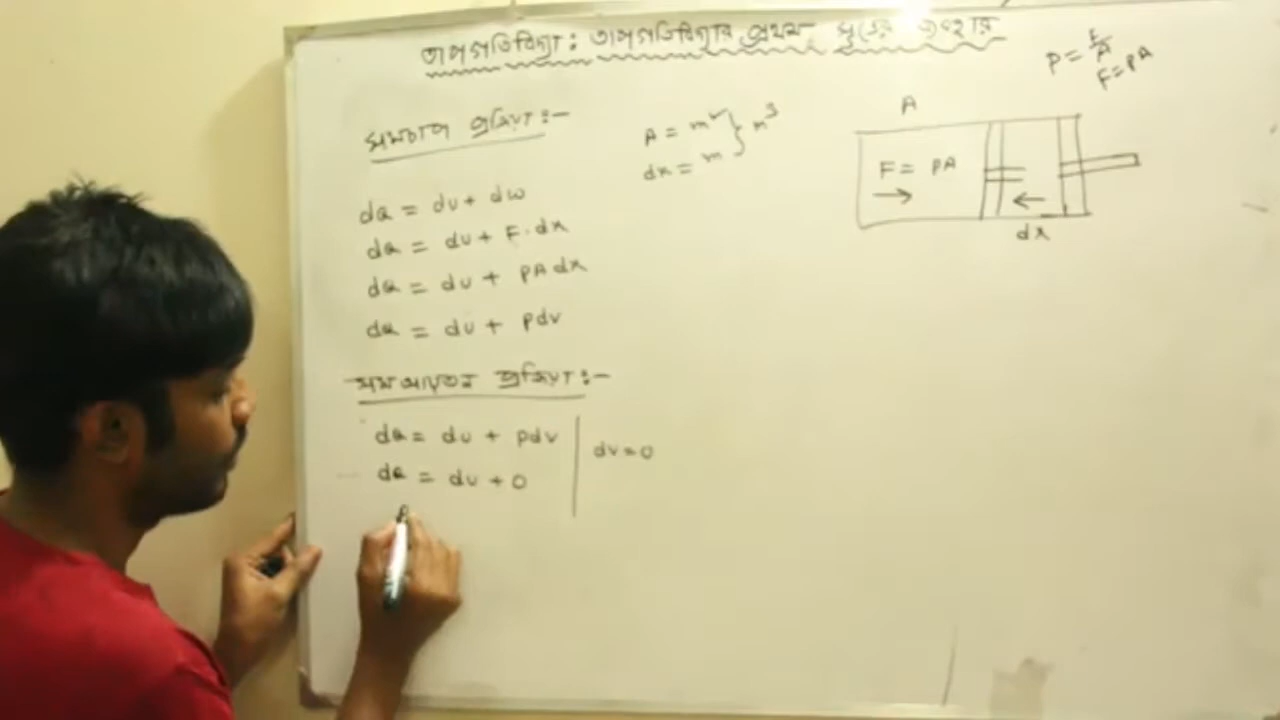 তাপগতিবিদ্যা : তাপগতিবিদ্যার প্রথম সূত্রের ব্যবহার
P = F/A
F = PA
সমচাপ প্রক্রিয়া :-
A = m²
dx = m
} m³
A
F = PA
dx
dQ = du + dw
dQ = du + F. dx
dQ = du + PA dx
dQ = du + Pdv
সমআয়তন প্রক্রিয়া :-
dQ = du + Pdv
dv = 0
dQ = du + 0